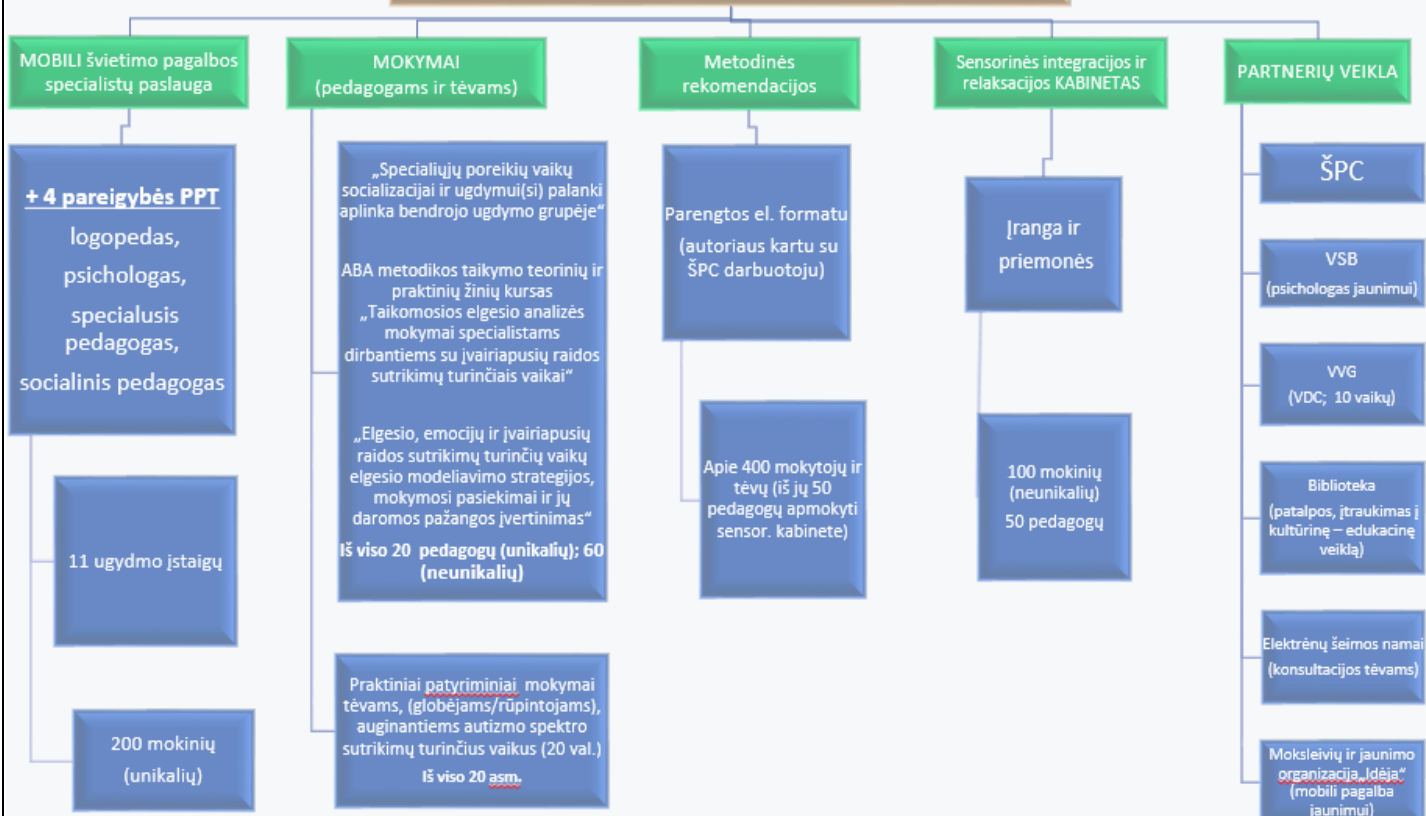 MOBILI švietimo pagalbos
specialistų paslauga
+ 4 pareigybės PPT
logopedas,
psichologas,
specialusis
pedagogas,
socialinis pedagogas
11 ugydmo įstaigų
200 mokinių
(unikalių)
MOKYMAI
(pedagogams ir tėvams)
„Specialiųjų poreikių vaikų
socializacijai ir ugdymui(si) palanki
aplinka bendrojo ugdymo grupėje“
ABA metodikos taikymo teorinių ir
praktinių žinių kursas
„Taikomosios elgesio analizės
mokymai specialistams
dirbantiems su įvairiapusių raidos
sutrikimų turinčiais vaikai“
„Elgesio, emocijų ir įvairiapusių
raidos sutrikimų turinčių vaikų
elgesio modeliavimo strategijos,
mokymosi pasiekimai ir jų
daromos pažangos įvertinimas“
Iš viso 20 pedagogų (unikalių); 60
(neunikalių)
Praktiniai patyriminiai mokymai
tėvams, (globėjams/rūpintojams),
auginantiems autizmo spektro
sutrikimų turinčius vaikus (20 val.)
Iš viso 20 asm.
Metodinės
rekomendacijos
Parengtos el. formatu
(autoriaus kartu su
ŠPC darbuotoju)
Apie 400 mokytojų ir
tėvų (iš jų 50
pedagogų apmokyti
sensor. kabinete)
Sensorinės integracijos ir
relaksacijos KABINETAS
Įranga ir
priemonės
100 mokinių
(neunikalių)
50 pedagogų
PARTNERIŲ VEIKLA
ŠPC
VSB
(psichologas jaunimui)
VVG
(VDC; 10 vaikų)
Biblioteka
(patalpos, įtraukimas į
kultūrinę – edukacinę
veiklą)
Elektrėnų šeimos namai
(konsultacijos tėvams)
Moksleivių ir jaunimo
organizacija„Idėja“
(mobili pagalba
jaunimui)